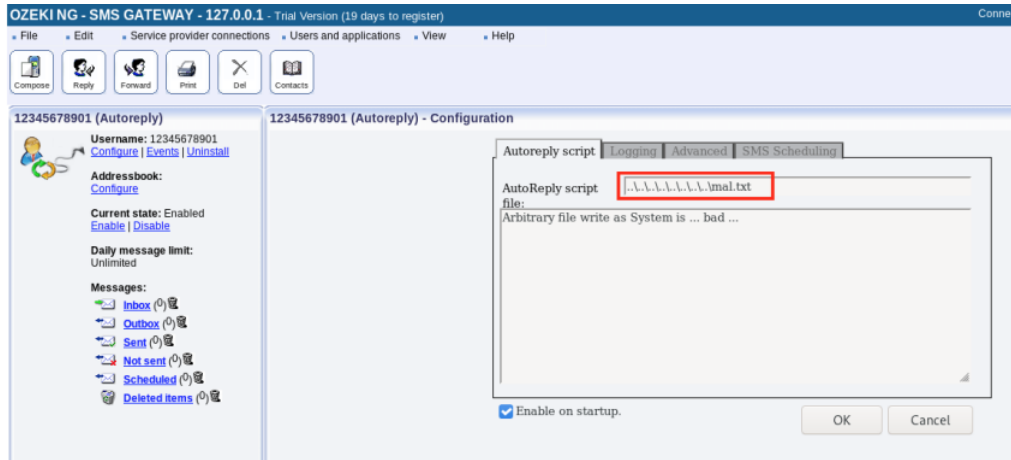 OZEKI NG - SMS GATEWAY - 127.0.0.1 - Trial Version (19 days to register) Conne
File Edit Service provider connections Users and applications View Help
Compose Reply Forward Print Del Contacts
12345678901 (Autoreply)
Username: 12345678901
Configure | Events | Uninstall
Addressbook:
Configure
Current state: Enabled
Enable | Disable
Daily message limit:
Unlimited
Messages:
Inbox (0)
Outbox (0)
Sent (0)
Not sent (0)
Scheduled (0)
Deleted items (0)
12345678901 (Autoreply) - Configuration
Autoreply script Logging Advanced SMS Scheduling
AutoReply script ..\..\..\..\..\..\..\..\mal.txt
file:
Arbitrary file write as System is ... bad ...
Enable on startup.
OK Cancel